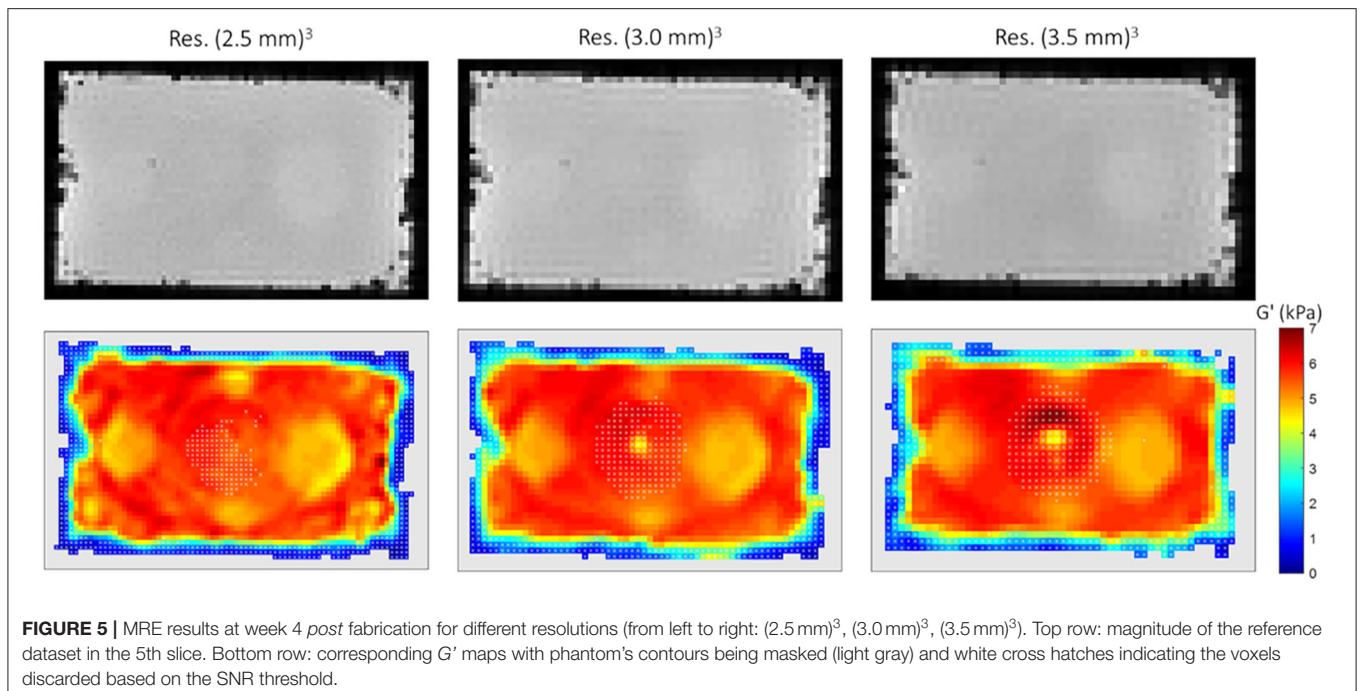 Res. (2.5 mm)³
Res. (3.0 mm)³
Res. (3.5 mm)³
G' (kPa)
7
6
5
4
3
2
1
0
FIGURE 5 | MRE results at week 4 post fabrication for different resolutions (from left to right: (2.5 mm)³, (3.0 mm)³, (3.5 mm)³). Top row: magnitude of the reference
dataset in the 5th slice. Bottom row: corresponding G' maps with phantom's contours being masked (light gray) and white cross hatches indicating the voxels
discarded based on the SNR threshold.